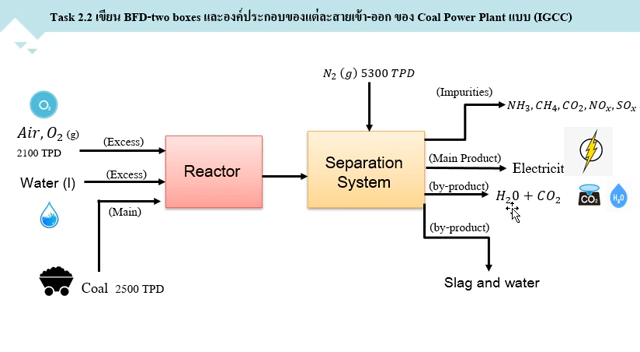 Task 2.2 เขียน BFD-two boxes และองค์ประกอบของแต่ละสายเข้า-ออก ของ Coal Power Plant แบบ (IGCC)
N₂ (g) 5300 TPD
(Impurities)
NH₃, CH₄, CO₂, NOₓ, SOₓ
O₂
Air, O₂ (g)
2100 TPD
(Excess)
Reactor
Separation
System
(Main Product)
Electricit
Water (l)
(Excess)
(by-product)
H₂O + CO₂
CO₂
H₂O
(Main)
(by-product)
Slag and water
Coal 2500 TPD